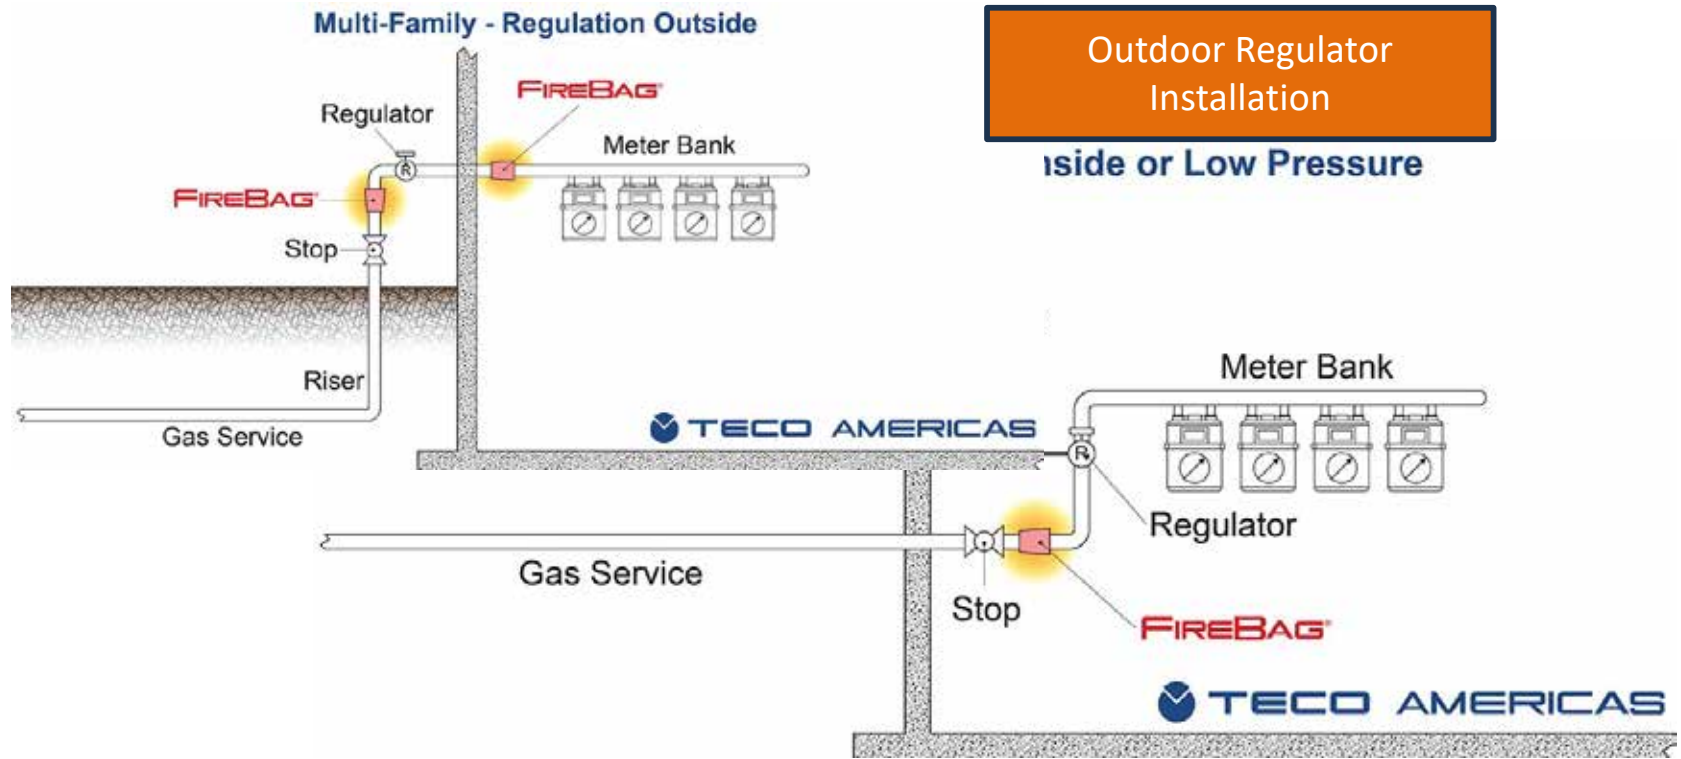 Multi-Family - Regulation Outside
FIREBAG®
Regulator
Meter Bank
FIREBAG®
Stop
Riser
Gas Service
TECO AMERICAS
Outdoor Regulator
Installation
nside or Low Pressure
Meter Bank
R
R
Regulator
Gas Service
Stop
FIREBAG®
TECO AMERICAS